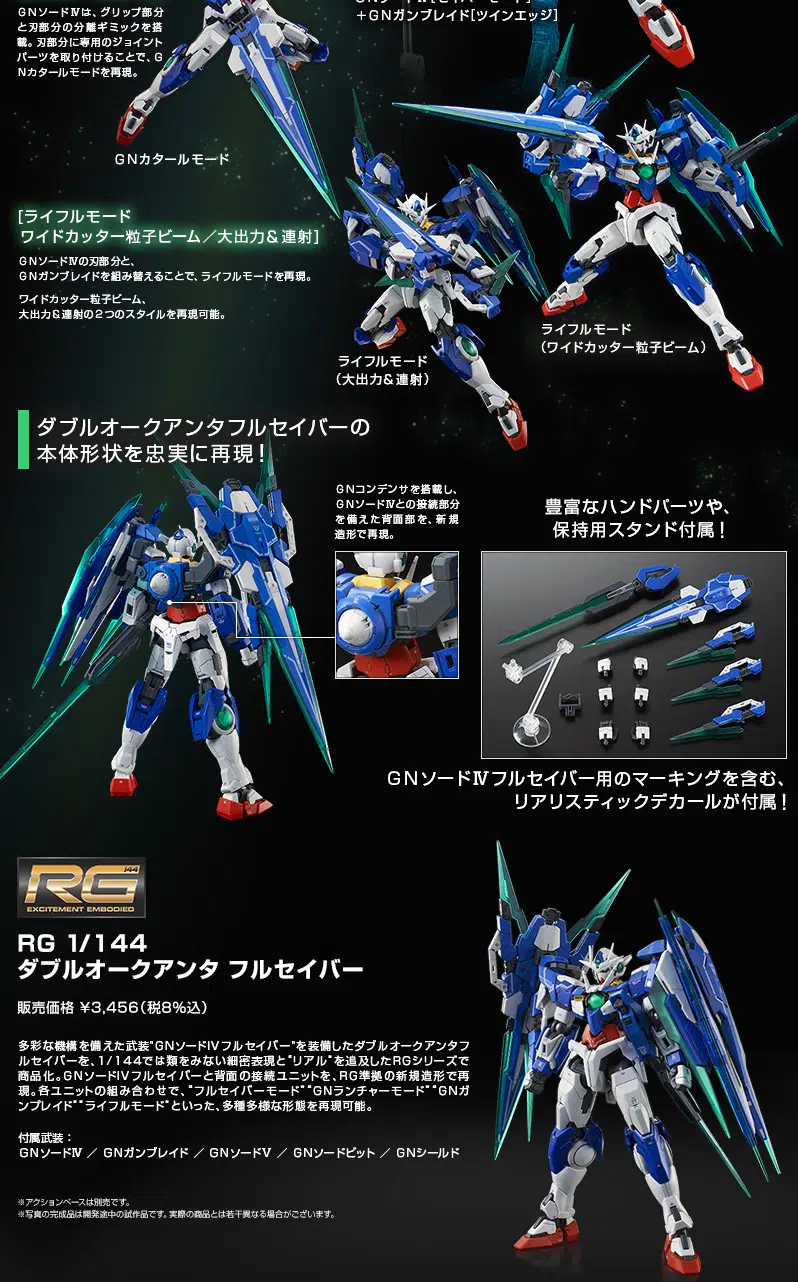 GNソードⅣは、グリップ部分
と刃部分の分離ギミックを搭
載。刃部分に専用のジョイント
パーツを取り付けることで、G
Nカタールモードを再現。
+GNガンブレイド[ツインエッジ]
GNカタールモード
[ライフルモード
ワイドカッター粒子ビーム/大出力&連射]
GNソードⅣの刃部分と、
GNガンブレイドを組み替えることで、ライフルモードを再現。
ワイドカッター粒子ビーム、
大出力&連射の2つのスタイルを再現可能。
ライフルモード
(大出力&連射)
ライフルモード
(ワイドカッター粒子ビーム)
ダブルオークアンタフルセイバーの
本体形状を忠実に再現!
GNコンデンサを搭載し、
GNソードⅣとの接続部分
を備えた背面部を、新規
造形で再現。
豊富なハンドパーツや、
保持用スタンド付属!
GNソードⅣフルセイバー用のマーキングを含む、
リアリスティックデカールが付属!
RG 1/144
EXCITEMENT EMBODIED
RG 1/144
ダブルオークアンタ フルセイバー
販売価格 ¥3,456(税8%込)
多彩な機構を備えた武装"GNソードⅣフルセイバー"を装備したダブルオークアンタフ
ルセイバーを、1/144では類をみない細密表現と"リアル"を追及したRGシリーズで
商品化。GNソードⅣフルセイバーと背面の接続ユニットを、RG準拠の新規造形で再
現。各ユニットの組み合わせで、"フルセイバーモード""GNランチャーモード""GNガ
ンブレイド""ライフルモード"といった、多種多様な形態を再現可能。
付属武装:
GNソードⅣ / GNガンブレイド / GNソードⅤ / GNソードビット / GNシールド
※アクションベースは別売です。
※写真の完成品は開発途中の試作品です。実際の商品とは若干異なる場合がございます。